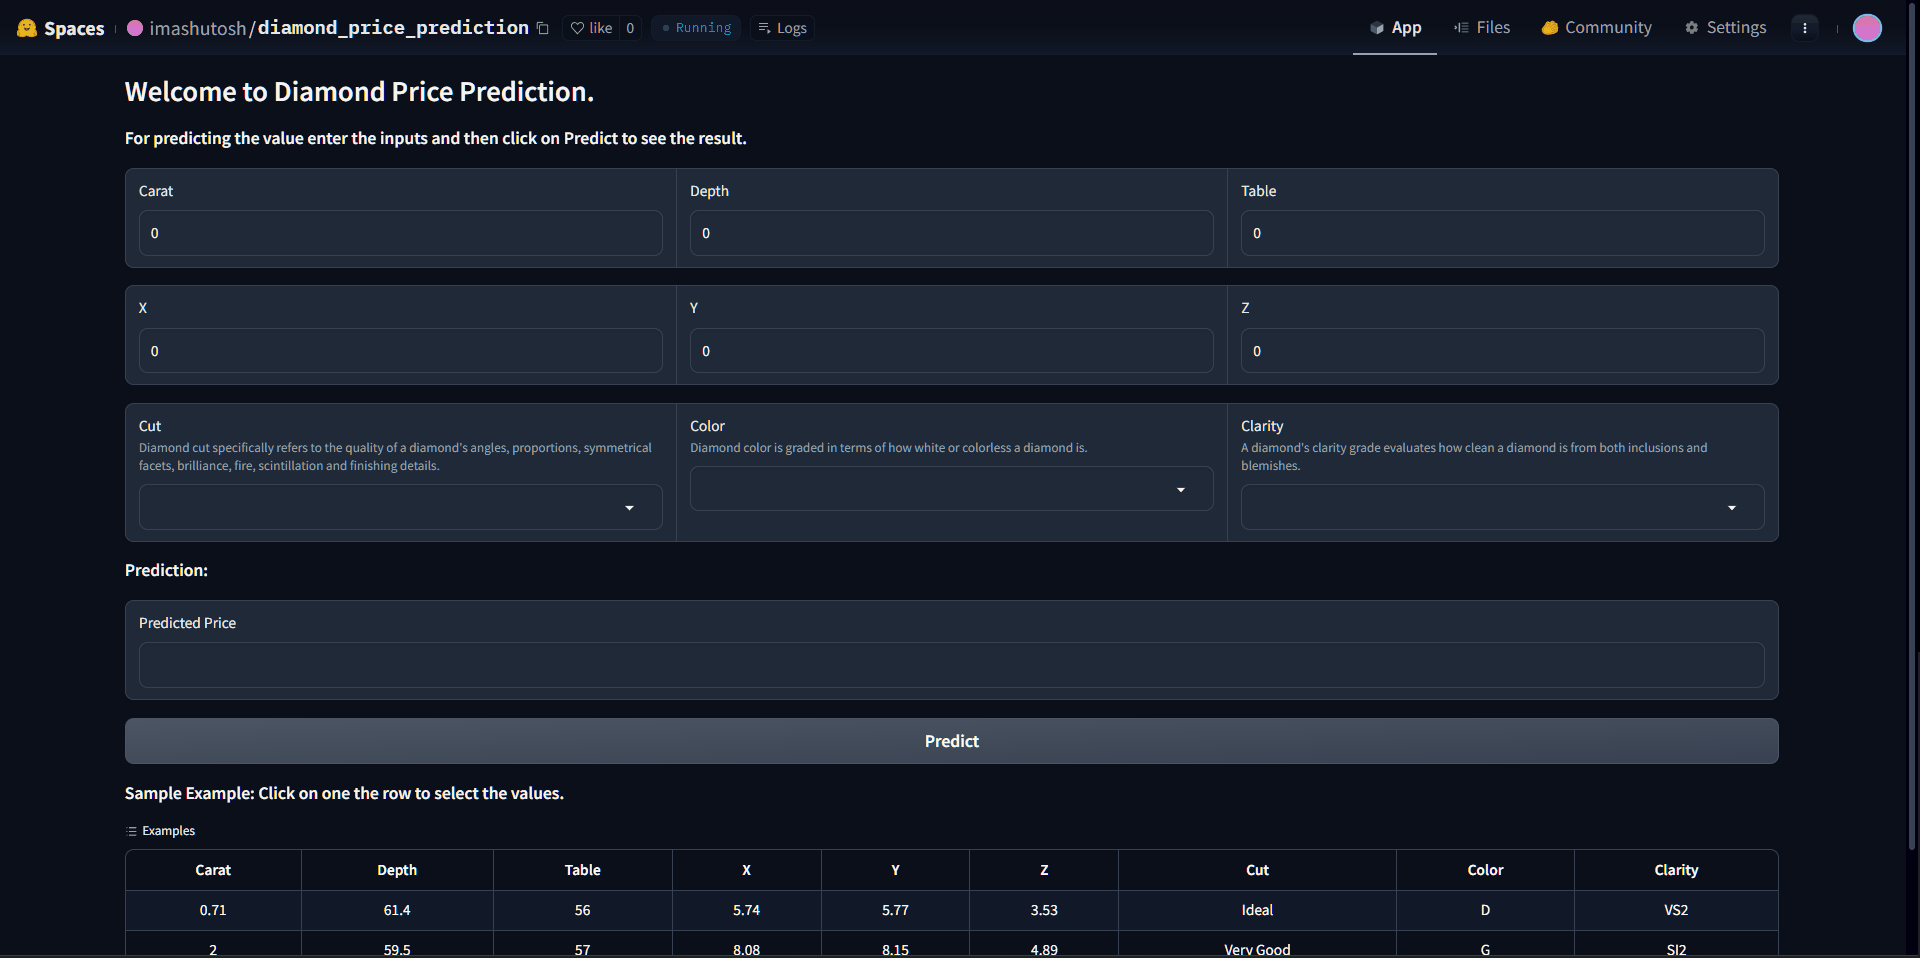 Spaces imashutosh/diamond_price_prediction like 0 Running Logs App Files Community Settings
Welcome to Diamond Price Prediction.
For predicting the value enter the inputs and then click on Predict to see the result.
Carat Depth Table
0 0 0
X Y Z
0 0 0
Cut Color Clarity
Diamond cut specifically refers to the quality of a diamond's angles, proportions, symmetrical
facets, brilliance, fire, scintillation and finishing details.
Diamond color is graded in terms of how white or colorless a diamond is.
A diamond's clarity grade evaluates how clean a diamond is from both inclusions and
blemishes.
Prediction:
Predicted Price
Predict
Sample Example: Click on one the row to select the values.
Examples
Carat Depth Table X Y Z Cut Color Clarity
0.71 61.4 56 5.74 5.77 3.53 Ideal D VS2
2 59.5 57 8.08 8.15 4.89 Very Good G SI2